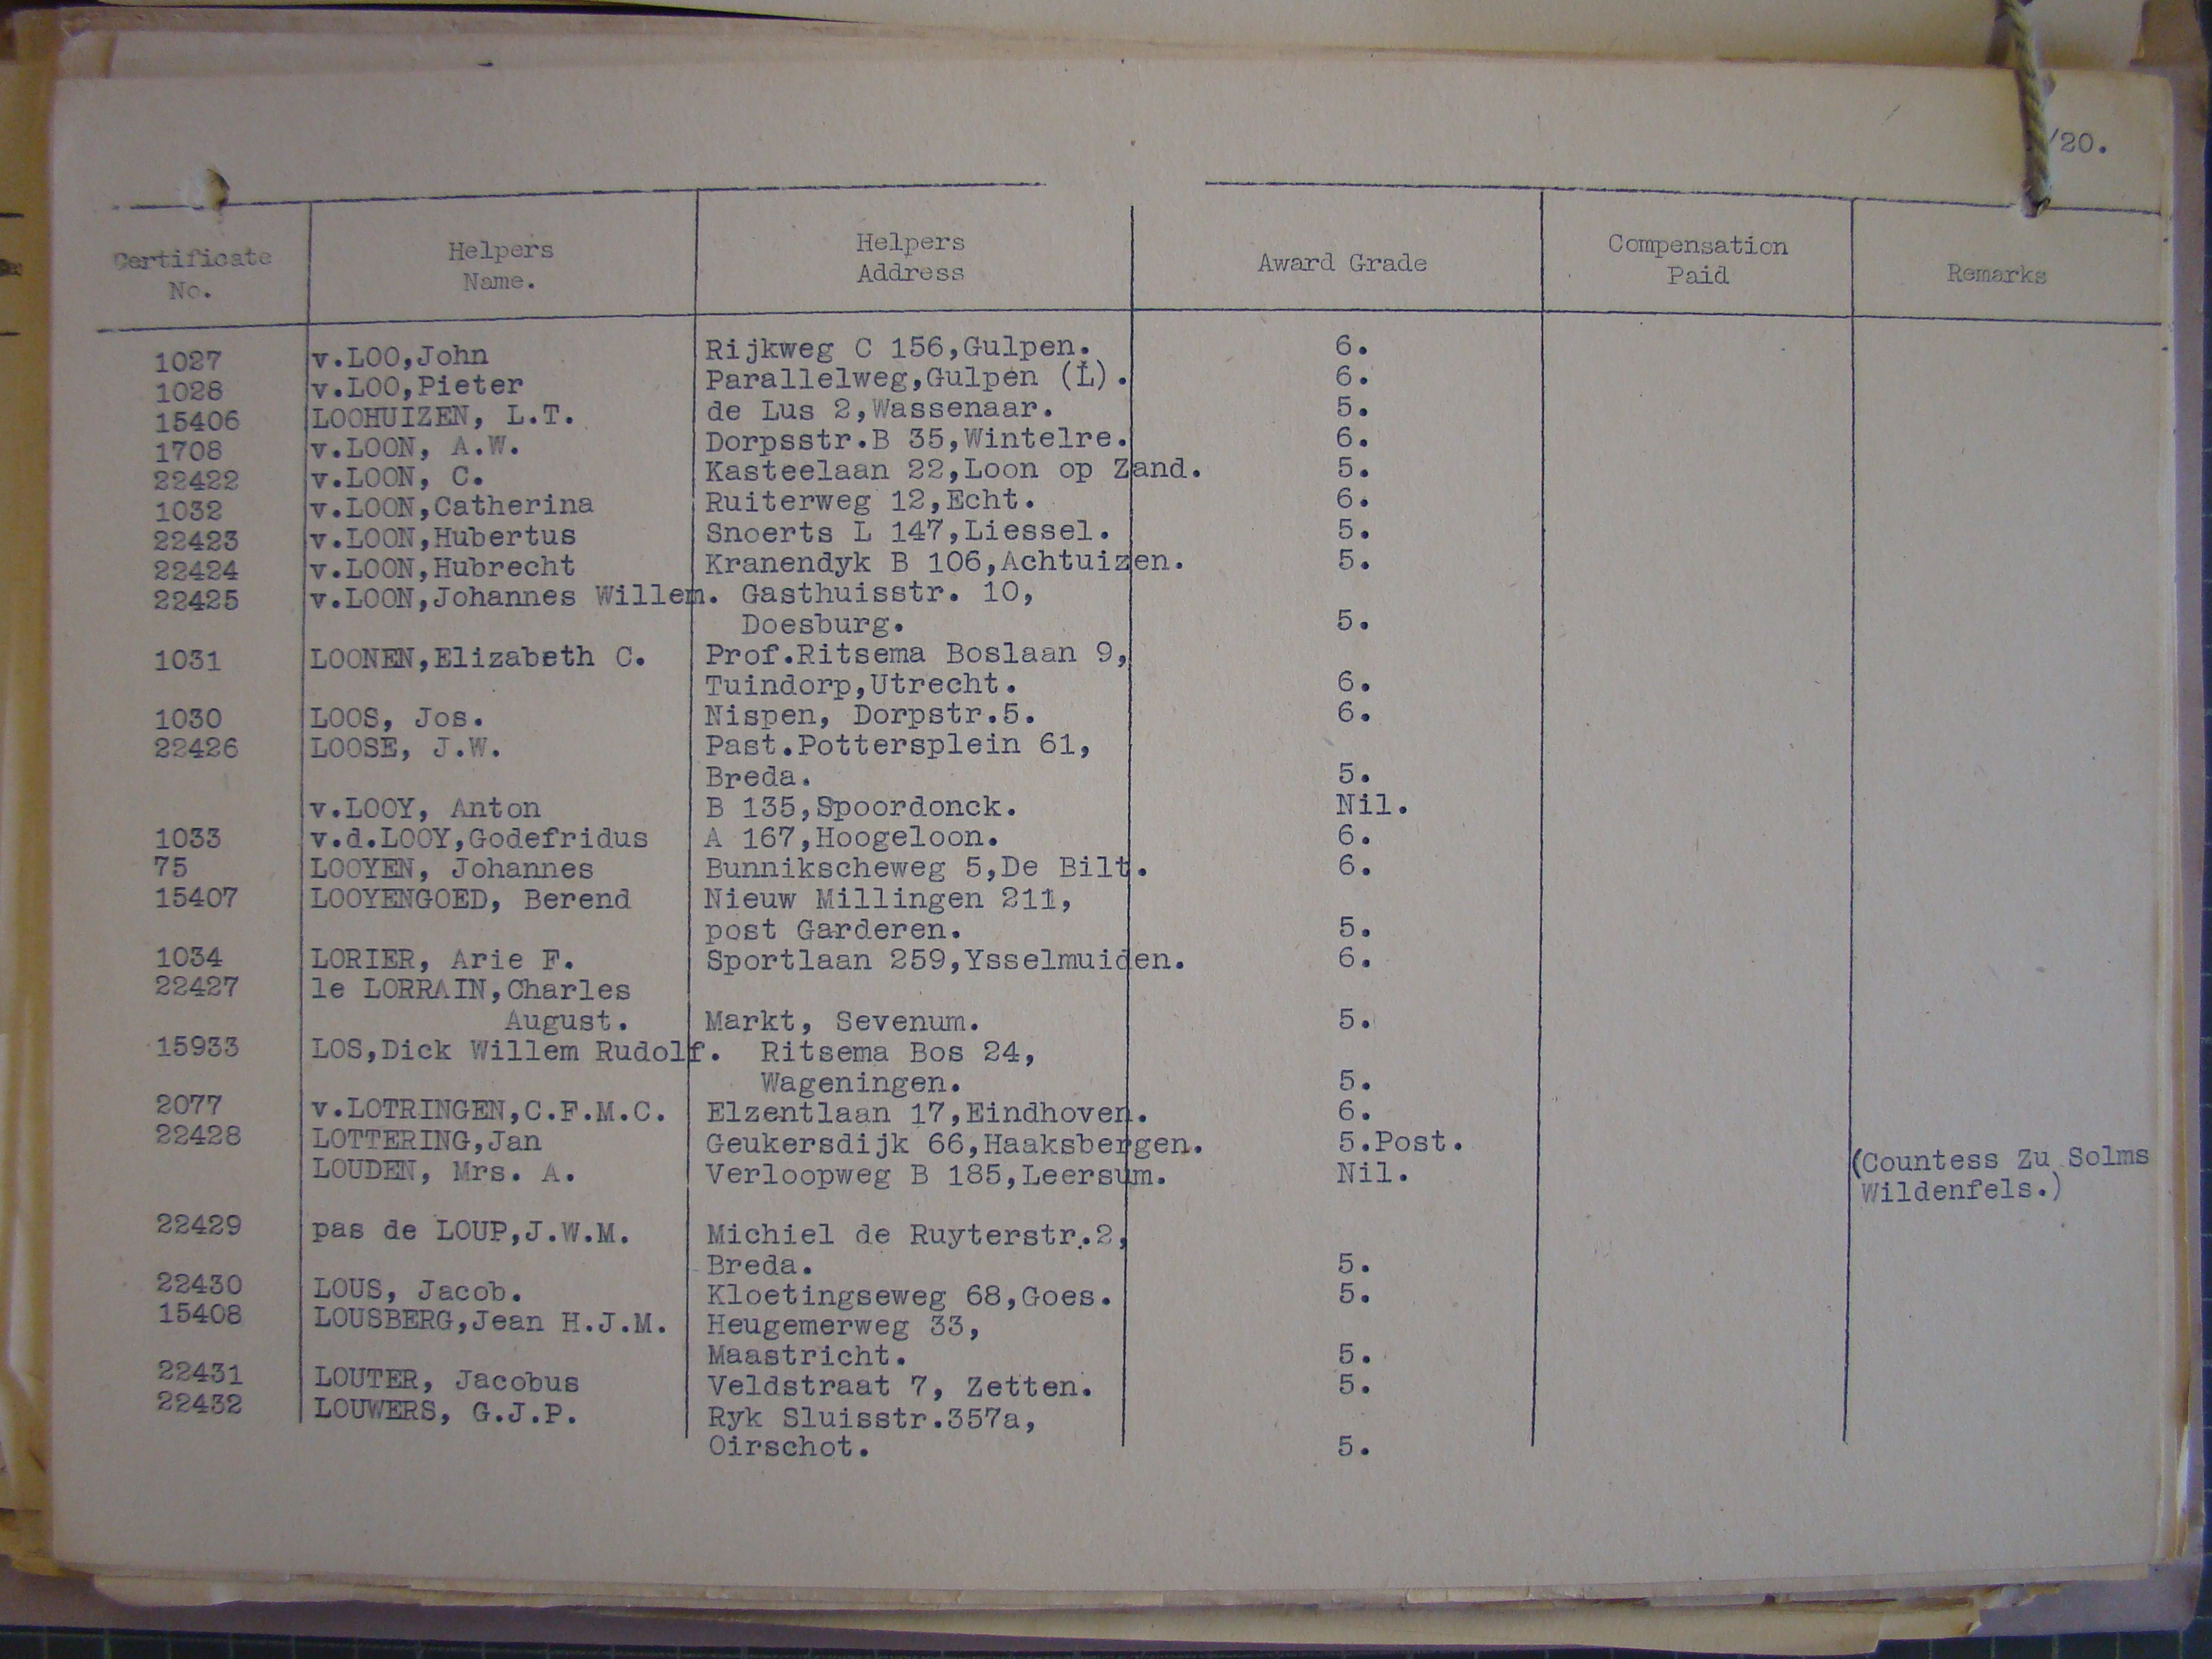 /20.
Certificate No. Helpers Name. Helpers Address Award Grade Compensation Paid Remarks
1027 v.LOO,John Rijkweg C 156,Gulpen. 6.
1028 v.LOO,Pieter Parallelweg,Gulpen (L). 6.
15406 LOOHUIZEN, L.T. de Lus 2,Wassenaar. 5.
1708 v.LOON, A.W. Dorpsstr.B 35,Wintelre. 6.
22422 v.LOON, C. Kasteelaan 22,Loon op Zand. 5.
1032 v.LOON,Catherina Ruiterweg 12,Echt. 6.
22423 v.LOON,Hubertus Snoerts L 147,Liessel. 5.
22424 v.LOON,Hubrecht Kranendyk B 106,Achtuizen. 5.
22425 v.LOON,Johannes Willem. Gasthuisstr. 10,
Doesburg. 5.
1031 LOONEN,Elizabeth C. Prof.Ritsema Boslaan 9,
Tuindorp,Utrecht. 6.
1030 LOOS, Jos. Nispen, Dorpstr.5. 6.
22426 LOOSE, J.W. Past.Pottersplein 61,
Breda. 5.
v.LOOY, Anton B 135,Spoordonck. Nil.
1033 v.d.LOOY,Godefridus A 167,Hoogeloon. 6.
75 LOOYEN, Johannes Bunnikscheweg 5,De Bilt. 6.
15407 LOOYENGOED, Berend Nieuw Millingen 211,
post Garderen. 5.
1034 LORIER, Arie F. Sportlaan 259,Ysselmuiden. 6.
22427 le LORRAIN,Charles
August. Markt, Sevenum. 5.
15933 LOS,Dick Willem Rudolf. Ritsema Bos 24,
Wageningen. 5.
2077 v.LOTRINGEN,C.F.M.C. Elzentlaan 17,Eindhoven. 6.
22428 LOTTERING,Jan Geukersdijk 66,Haaksbergen. 5.Post.
LOUDEN, Mrs. A. Verloopweg B 185,Leersum. Nil. (Countess Zu Solms
Wildenfels.)
22429 pas de LOUP,J.W.M. Michiel de Ruyterstr.2,
Breda. 5.
22430 LOUS, Jacob. Kloetingseweg 68,Goes. 5.
15408 LOUSBERG,Jean H.J.M. Heugemerweg 33,
Maastricht. 5.
22431 LOUTER, Jacobus Veldstraat 7, Zetten. 5.
22432 LOUWERS, G.J.P. Ryk Sluisstr.357a,
Oirschot. 5.